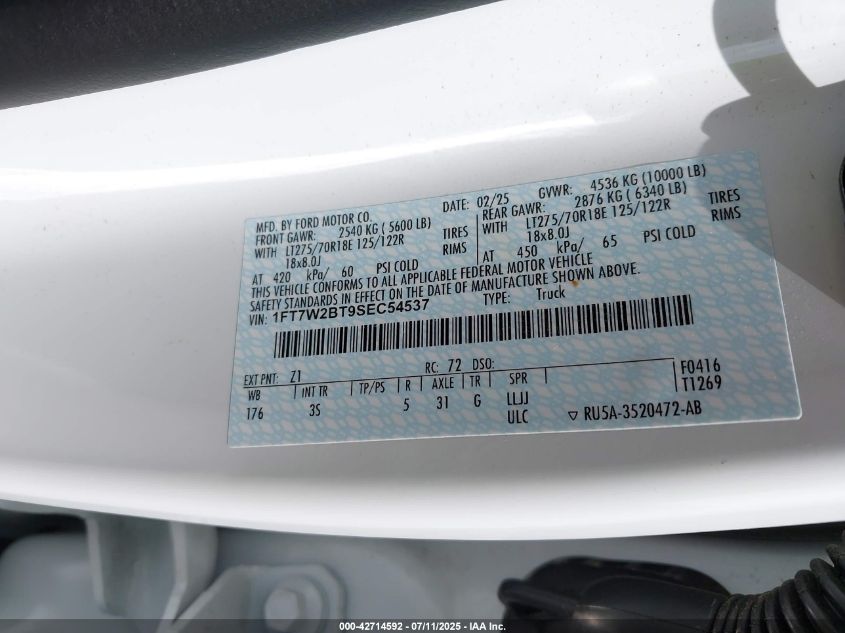 MFD. BY FORD MOTOR CO. DATE: 02/25 GVWR: 4536 KG (10000 LB)
FRONT GAWR: 2540 KG ( 5600 LB) REAR GAWR: 2876 KG ( 6340 LB)
WITH LT275/70R18E 125/122R TIRES WITH LT275/70R18E 125/122R TIRES
18x8.0J RIMS 18x8.0J RIMS
AT 420 kPa/ 60 PSI COLD AT 450 kPa/ 65 PSI COLD
THIS VEHICLE CONFORMS TO ALL APPLICABLE FEDERAL MOTOR VEHICLE
SAFETY STANDARDS IN EFFECT ON THE DATE OF MANUFACTURE SHOWN ABOVE.
VIN: 1FT7W2BT9SEC54537 TYPE: Truck
EXT PNT: Z1 RC: 72 DSO: F0416
WB INT TR TP/PS R AXLE TR SPR T1269
176 3S 5 31 G LLJJ
ULC ▽ RU5A-3520472-AB
000-42714592 - 07/11/2025 - IAA Inc.